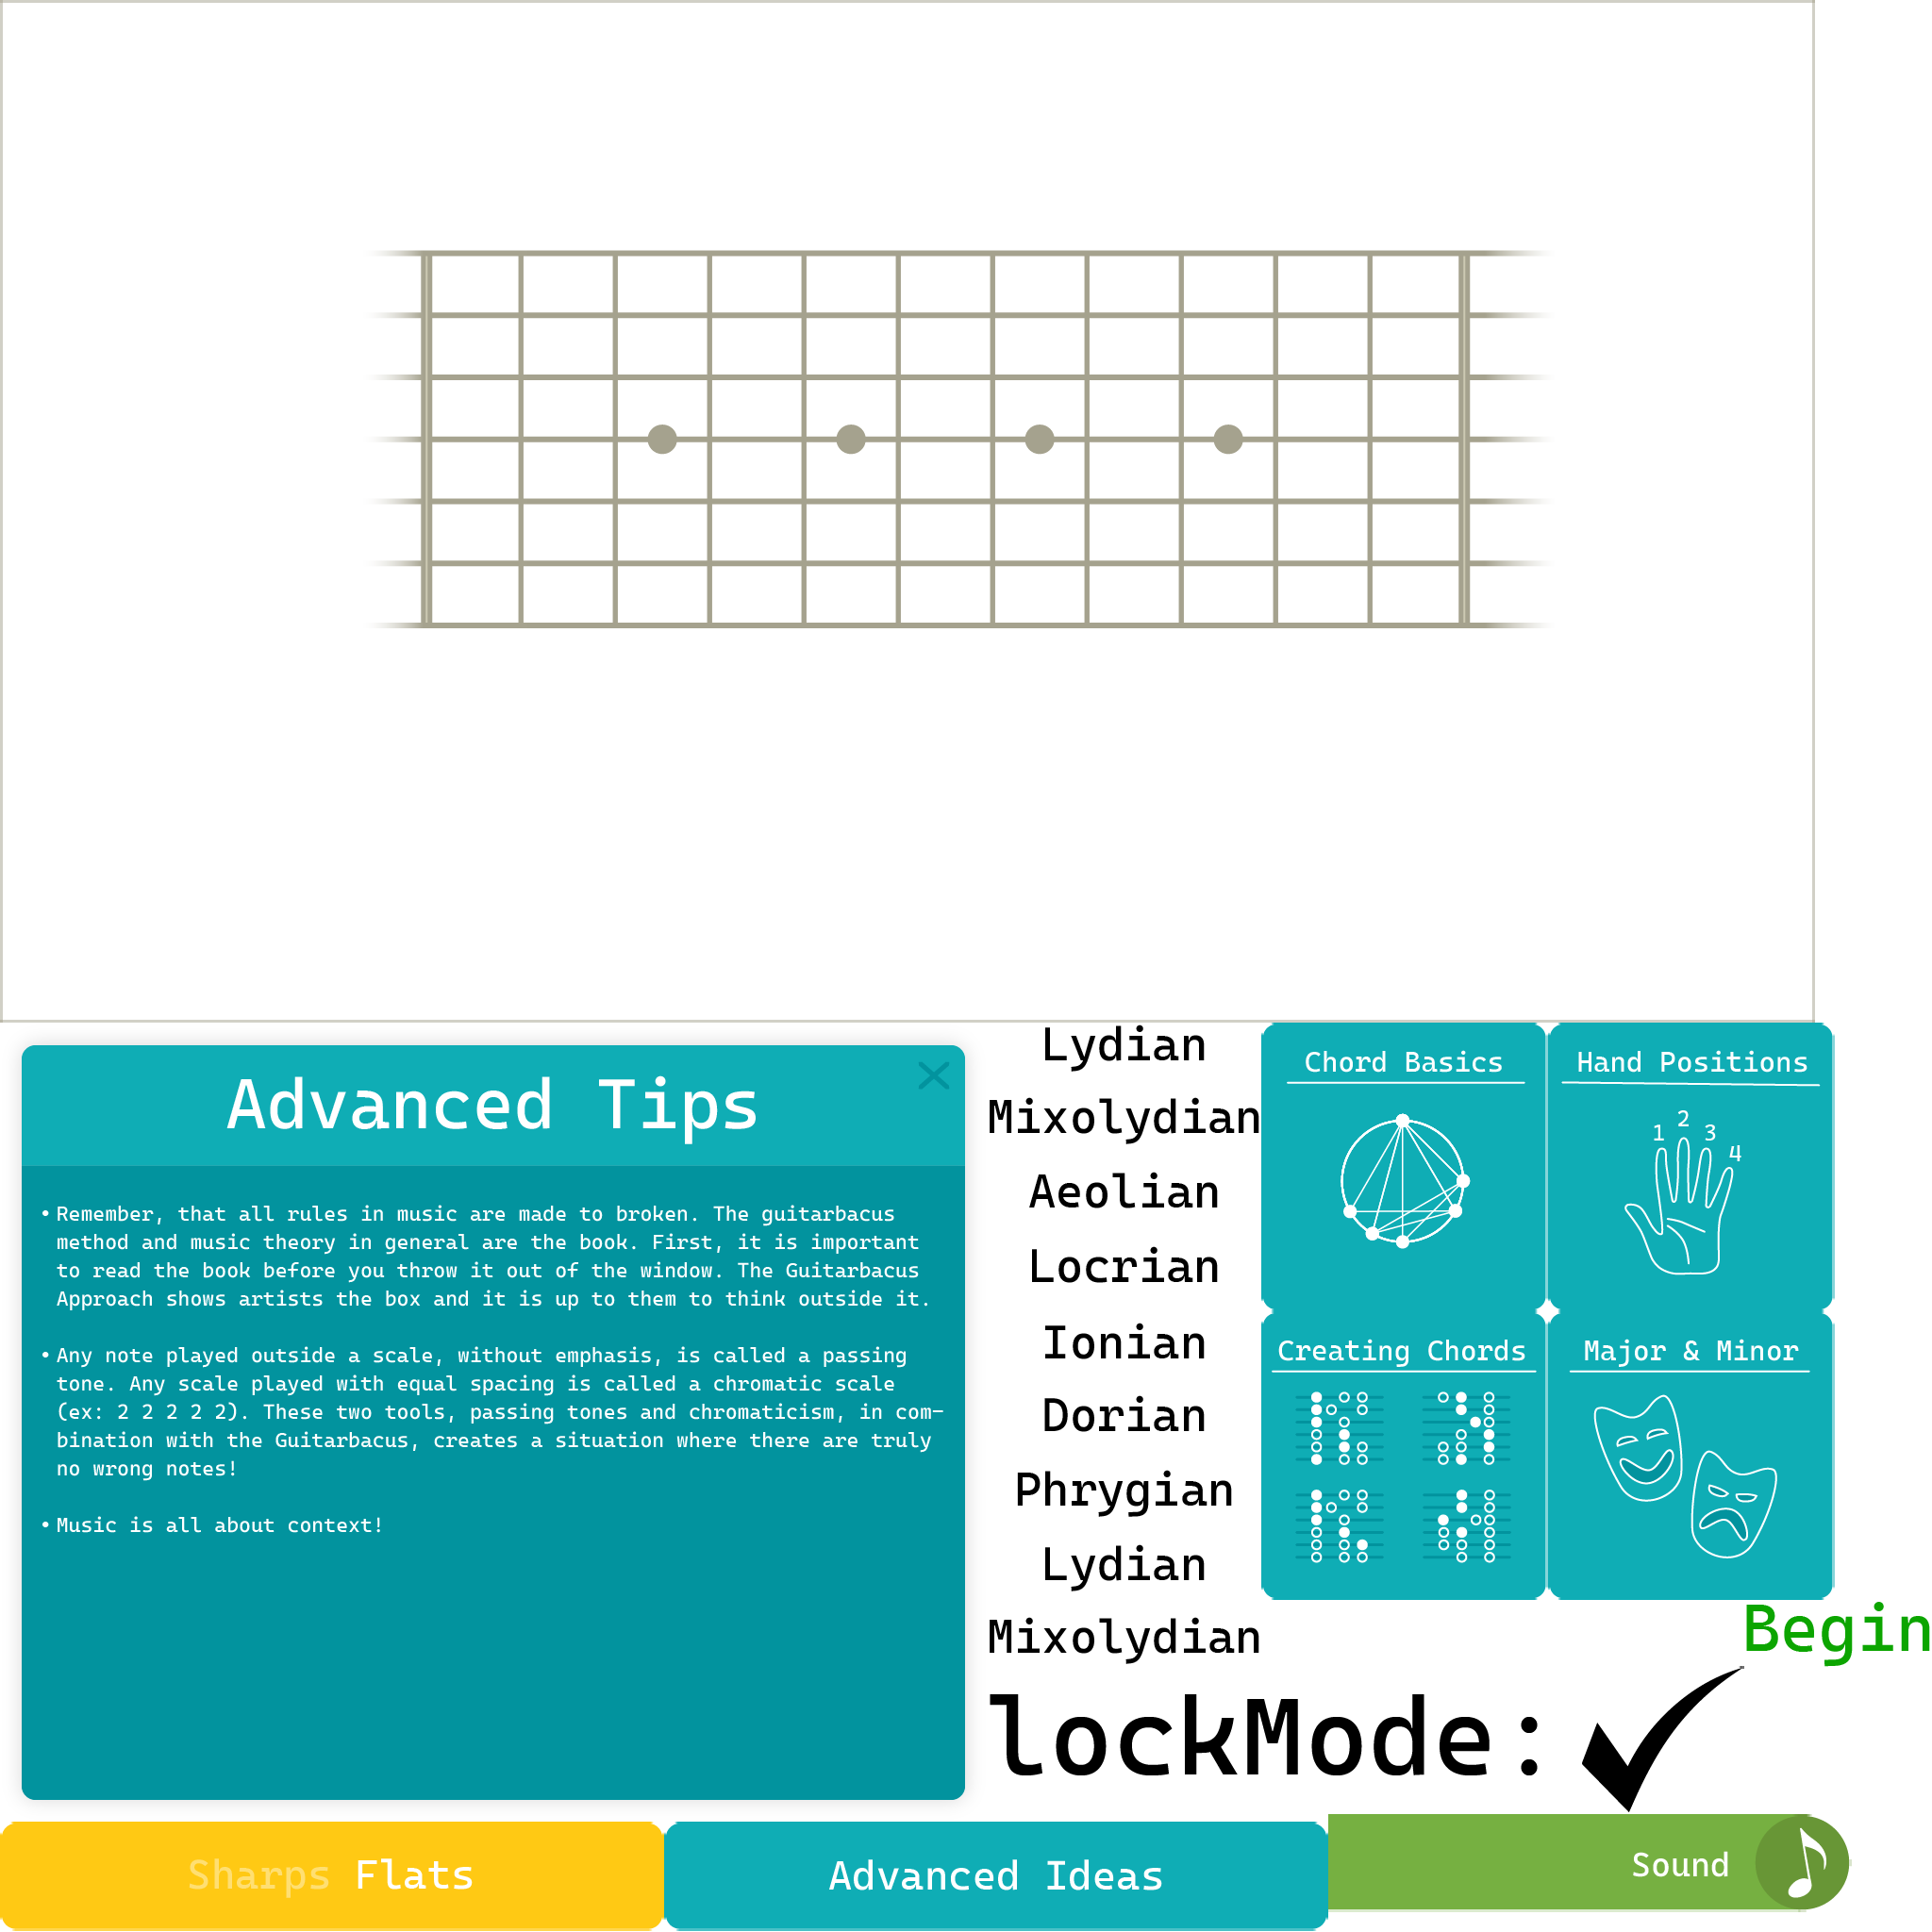 Advanced Tips
• Remember, that all rules in music are made to broken. The guitarbacus
method and music theory in general are the book. First, it is important
to read the book before you throw it out of the window. The Guitarbacus
Approach shows artists the box and it is up to them to think outside it.
• Any note played outside a scale, without emphasis, is called a passing
tone. Any scale played with equal spacing is called a chromatic scale
(ex: 2 2 2 2 2). These two tools, passing tones and chromaticism, in com-
bination with the Guitarbacus, creates a situation where there are truly
no wrong notes!
• Music is all about context!
Lydian
Mixolydian
Aeolian
Locrian
Ionian
Dorian
Phrygian
Lydian
Mixolydian
Chord Basics
Hand Positions
1 2 3 4
Creating Chords
Major & Minor
Begin
lockMode:
Sharps Flats
Advanced Ideas
Sound